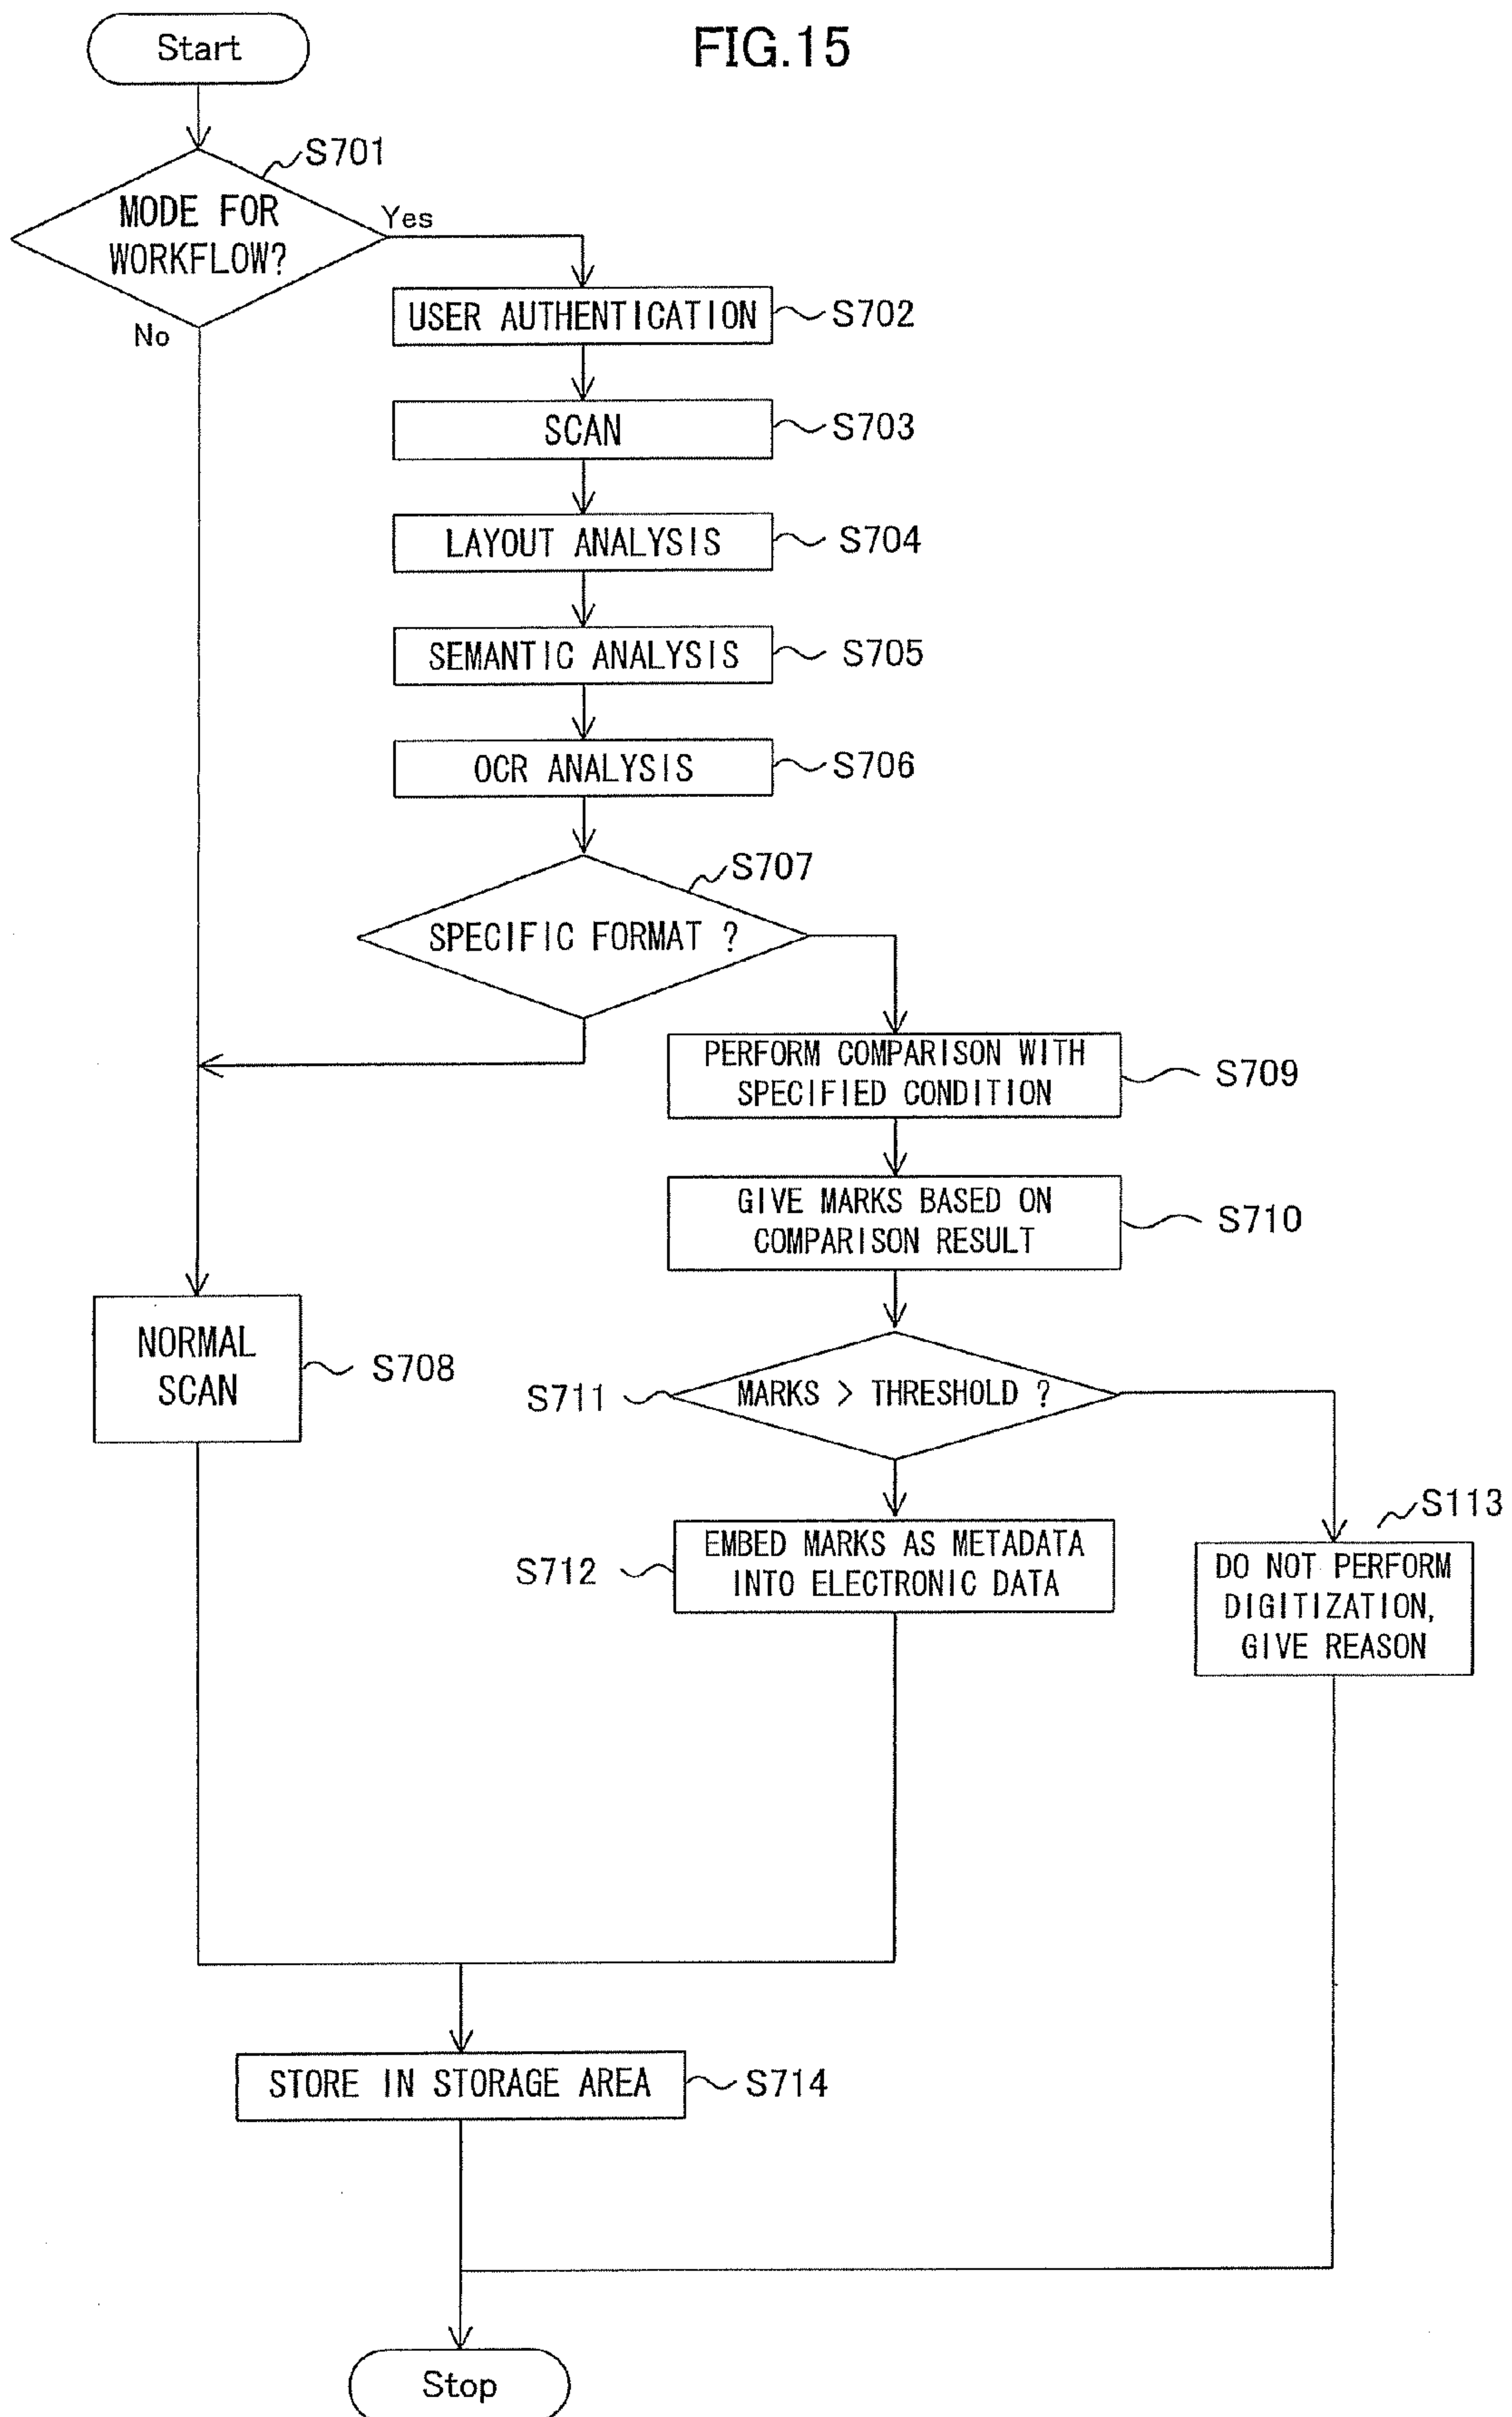 FIG.15
Start
S701
MODE FOR
WORKFLOW?
Yes
No
USER AUTHENTICATION
S702
SCAN
S703
LAYOUT ANALYSIS
S704
SEMANTIC ANALYSIS
S705
OCR ANALYSIS
S706
S707
SPECIFIC FORMAT ?
PERFORM COMPARISON WITH
SPECIFIED CONDITION
S709
GIVE MARKS BASED ON
COMPARISON RESULT
S710
NORMAL
SCAN
S708
S711
MARKS > THRESHOLD ?
S712
EMBED MARKS AS METADATA
INTO ELECTRONIC DATA
S113
DO NOT PERFORM
DIGITIZATION,
GIVE REASON
STORE IN STORAGE AREA
S714
Stop